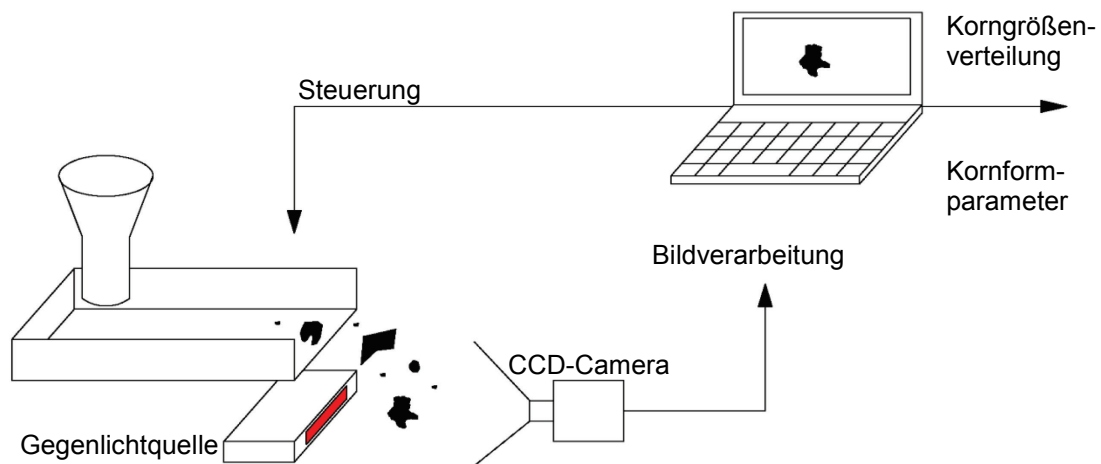 Korngrößen-
verteilung
Steuerung
Kornform-
parameter
Bildverarbeitung
CCD-Camera
Gegenlichtquelle